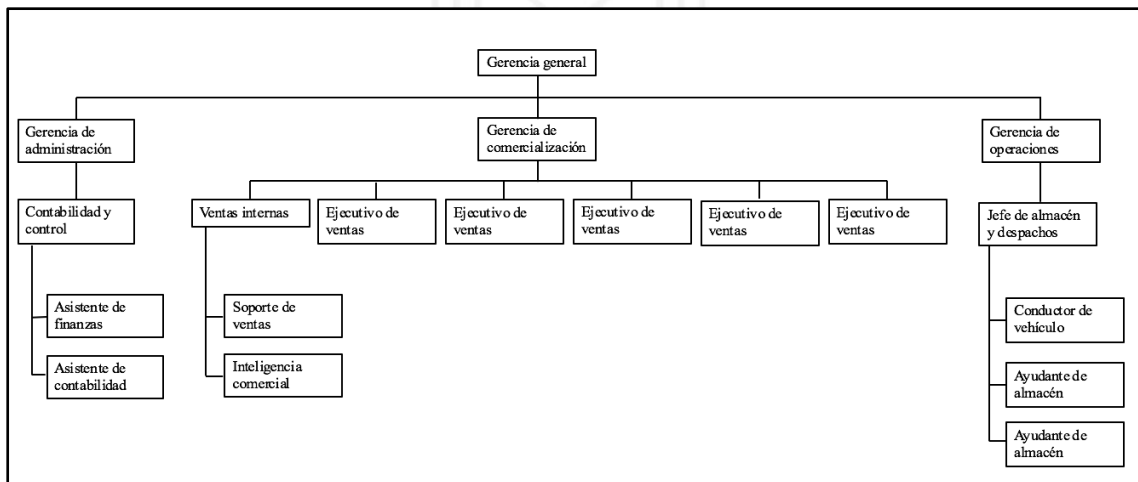 Gerencia general
Gerencia de
administración
Gerencia de
comercialización
Gerencia de
operaciones
Contabilidad y
control
Ventas internas
Ejecutivo de
ventas
Ejecutivo de
ventas
Ejecutivo de
ventas
Ejecutivo de
ventas
Ejecutivo de
ventas
Jefe de almacén
y despachos
Asistente de
finanzas
Asistente de
contabilidad
Soporte de
ventas
Inteligencia
comercial
Conductor de
vehículo
Ayudante de
almacén
Ayudante de
almacén